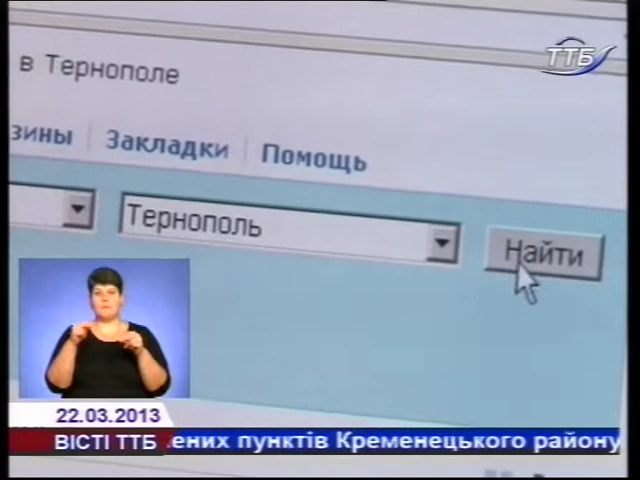 ТТБ
в Тернополе
зины Закладки Помощь
Тернополь Найти
22.03.2013
ВІСТІ ТТБ ених пунктів Кременецького району